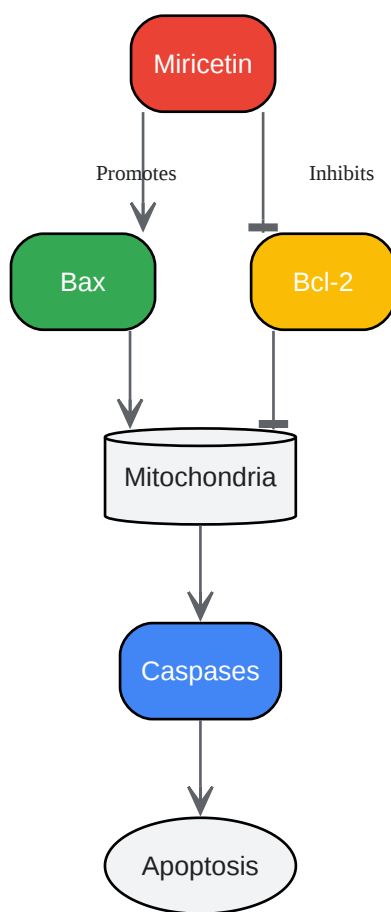 Miricetin
Promotes
Inhibits
Bax
Bcl-2
Mitochondria
Caspases
Apoptosis